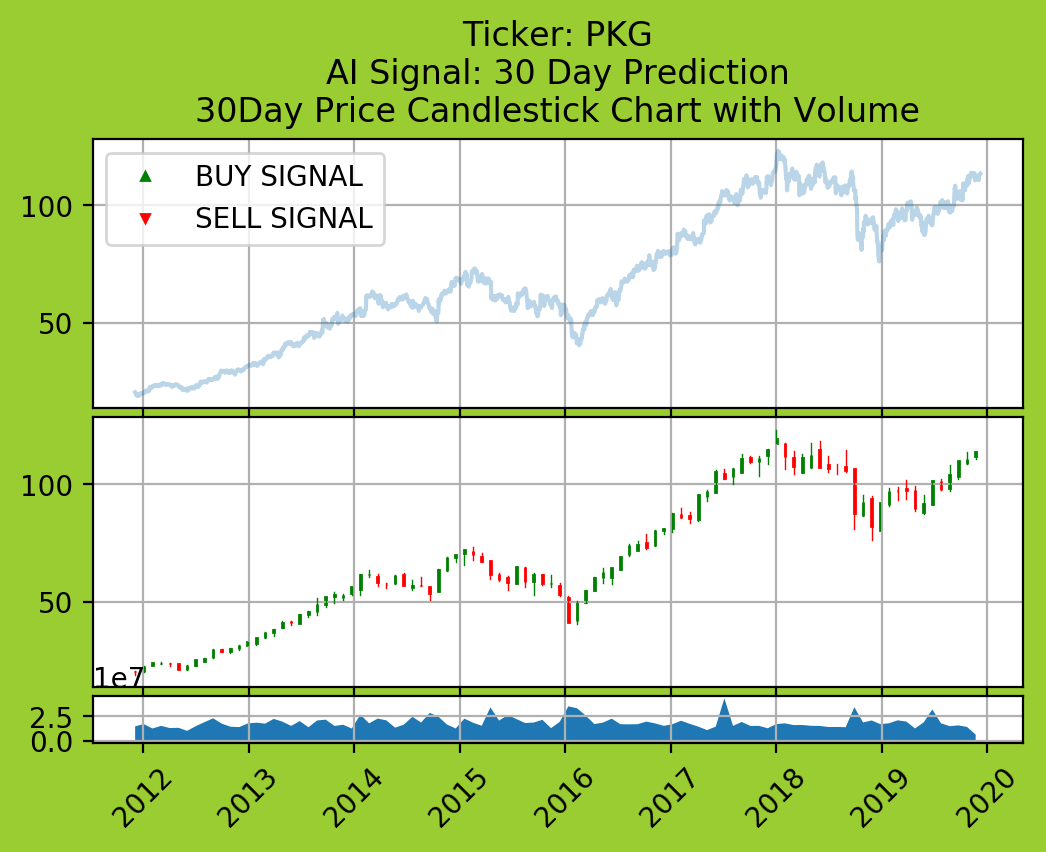 Ticker: PKG
AI Signal: 30 Day Prediction
30Day Price Candlestick Chart with Volume
BUY SIGNAL
SELL SIGNAL
100
50
100
50
1e7
2.5
0.0
2012 2013 2014 2015 2016 2017 2018 2019 2020